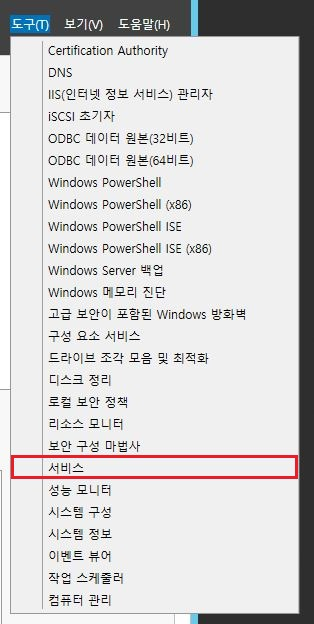 도구(T) 보기(V) 도움말(H)
Certification Authority
DNS
IIS(인터넷 정보 서비스) 관리자
iSCSI 초기자
ODBC 데이터 원본(32비트)
ODBC 데이터 원본(64비트)
Windows PowerShell
Windows PowerShell (x86)
Windows PowerShell ISE
Windows PowerShell ISE (x86)
Windows Server 백업
Windows 메모리 진단
고급 보안이 포함된 Windows 방화벽
구성 요소 서비스
드라이브 조각 모음 및 최적화
디스크 정리
로컬 보안 정책
리소스 모니터
보안 구성 마법사
서비스
성능 모니터
시스템 구성
시스템 정보
이벤트 뷰어
작업 스케줄러
컴퓨터 관리